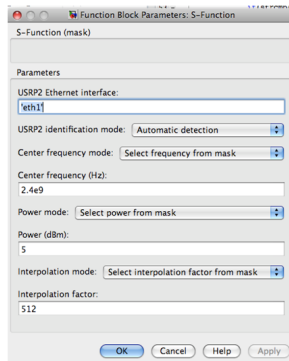 Function Block Parameters: S-Function
S-Function (mask)
Parameters
USRP2 Ethernet interface:
'eth1'
USRP2 identification mode: Automatic detection
Center frequency mode: Select frequency from mask
Center frequency (Hz):
2.4e9
Power mode: Select power from mask
Power (dBm):
5
Interpolation mode: Select interpolation factor from mask
Interpolation factor:
512
OK Cancel Help Apply